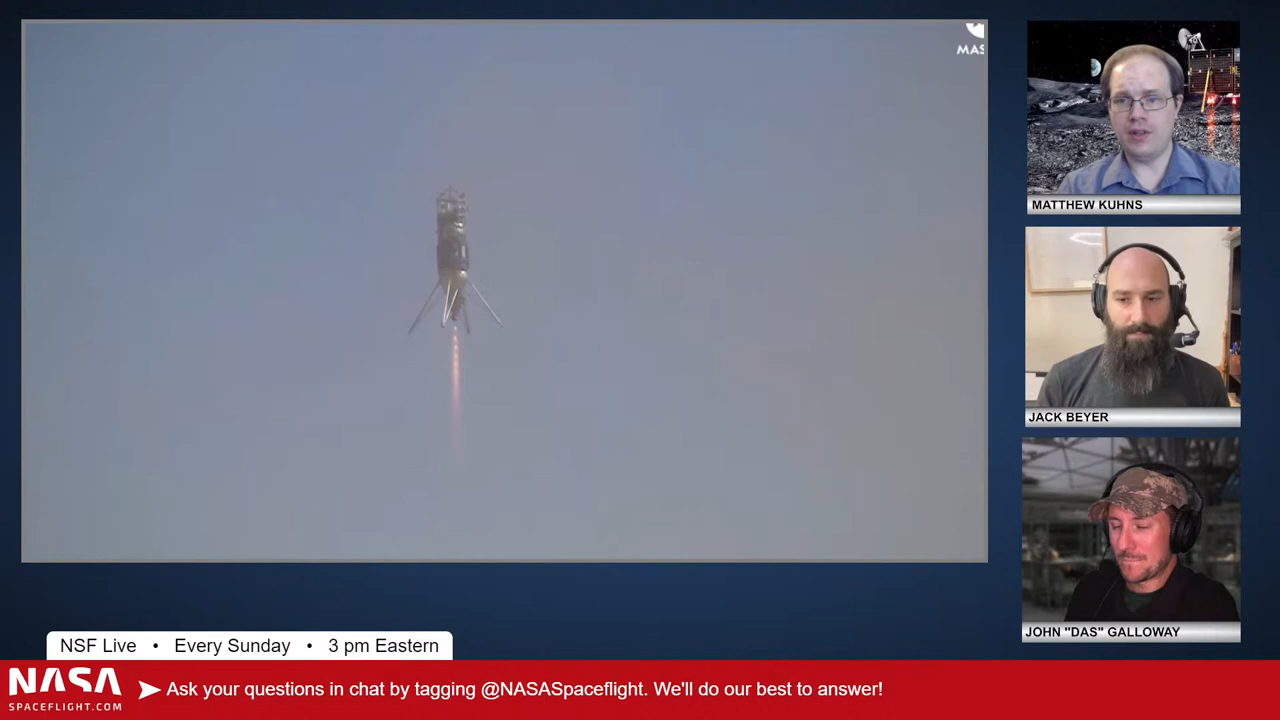 MAS
MATTHEW KUHNS
JACK BEYER
JOHN "DAS" GALLOWAY
NSF Live • Every Sunday • 3 pm Eastern
NASA
SPACEFLIGHT.COM
Ask your questions in chat by tagging @NASASpaceflight. We'll do our best to answer!